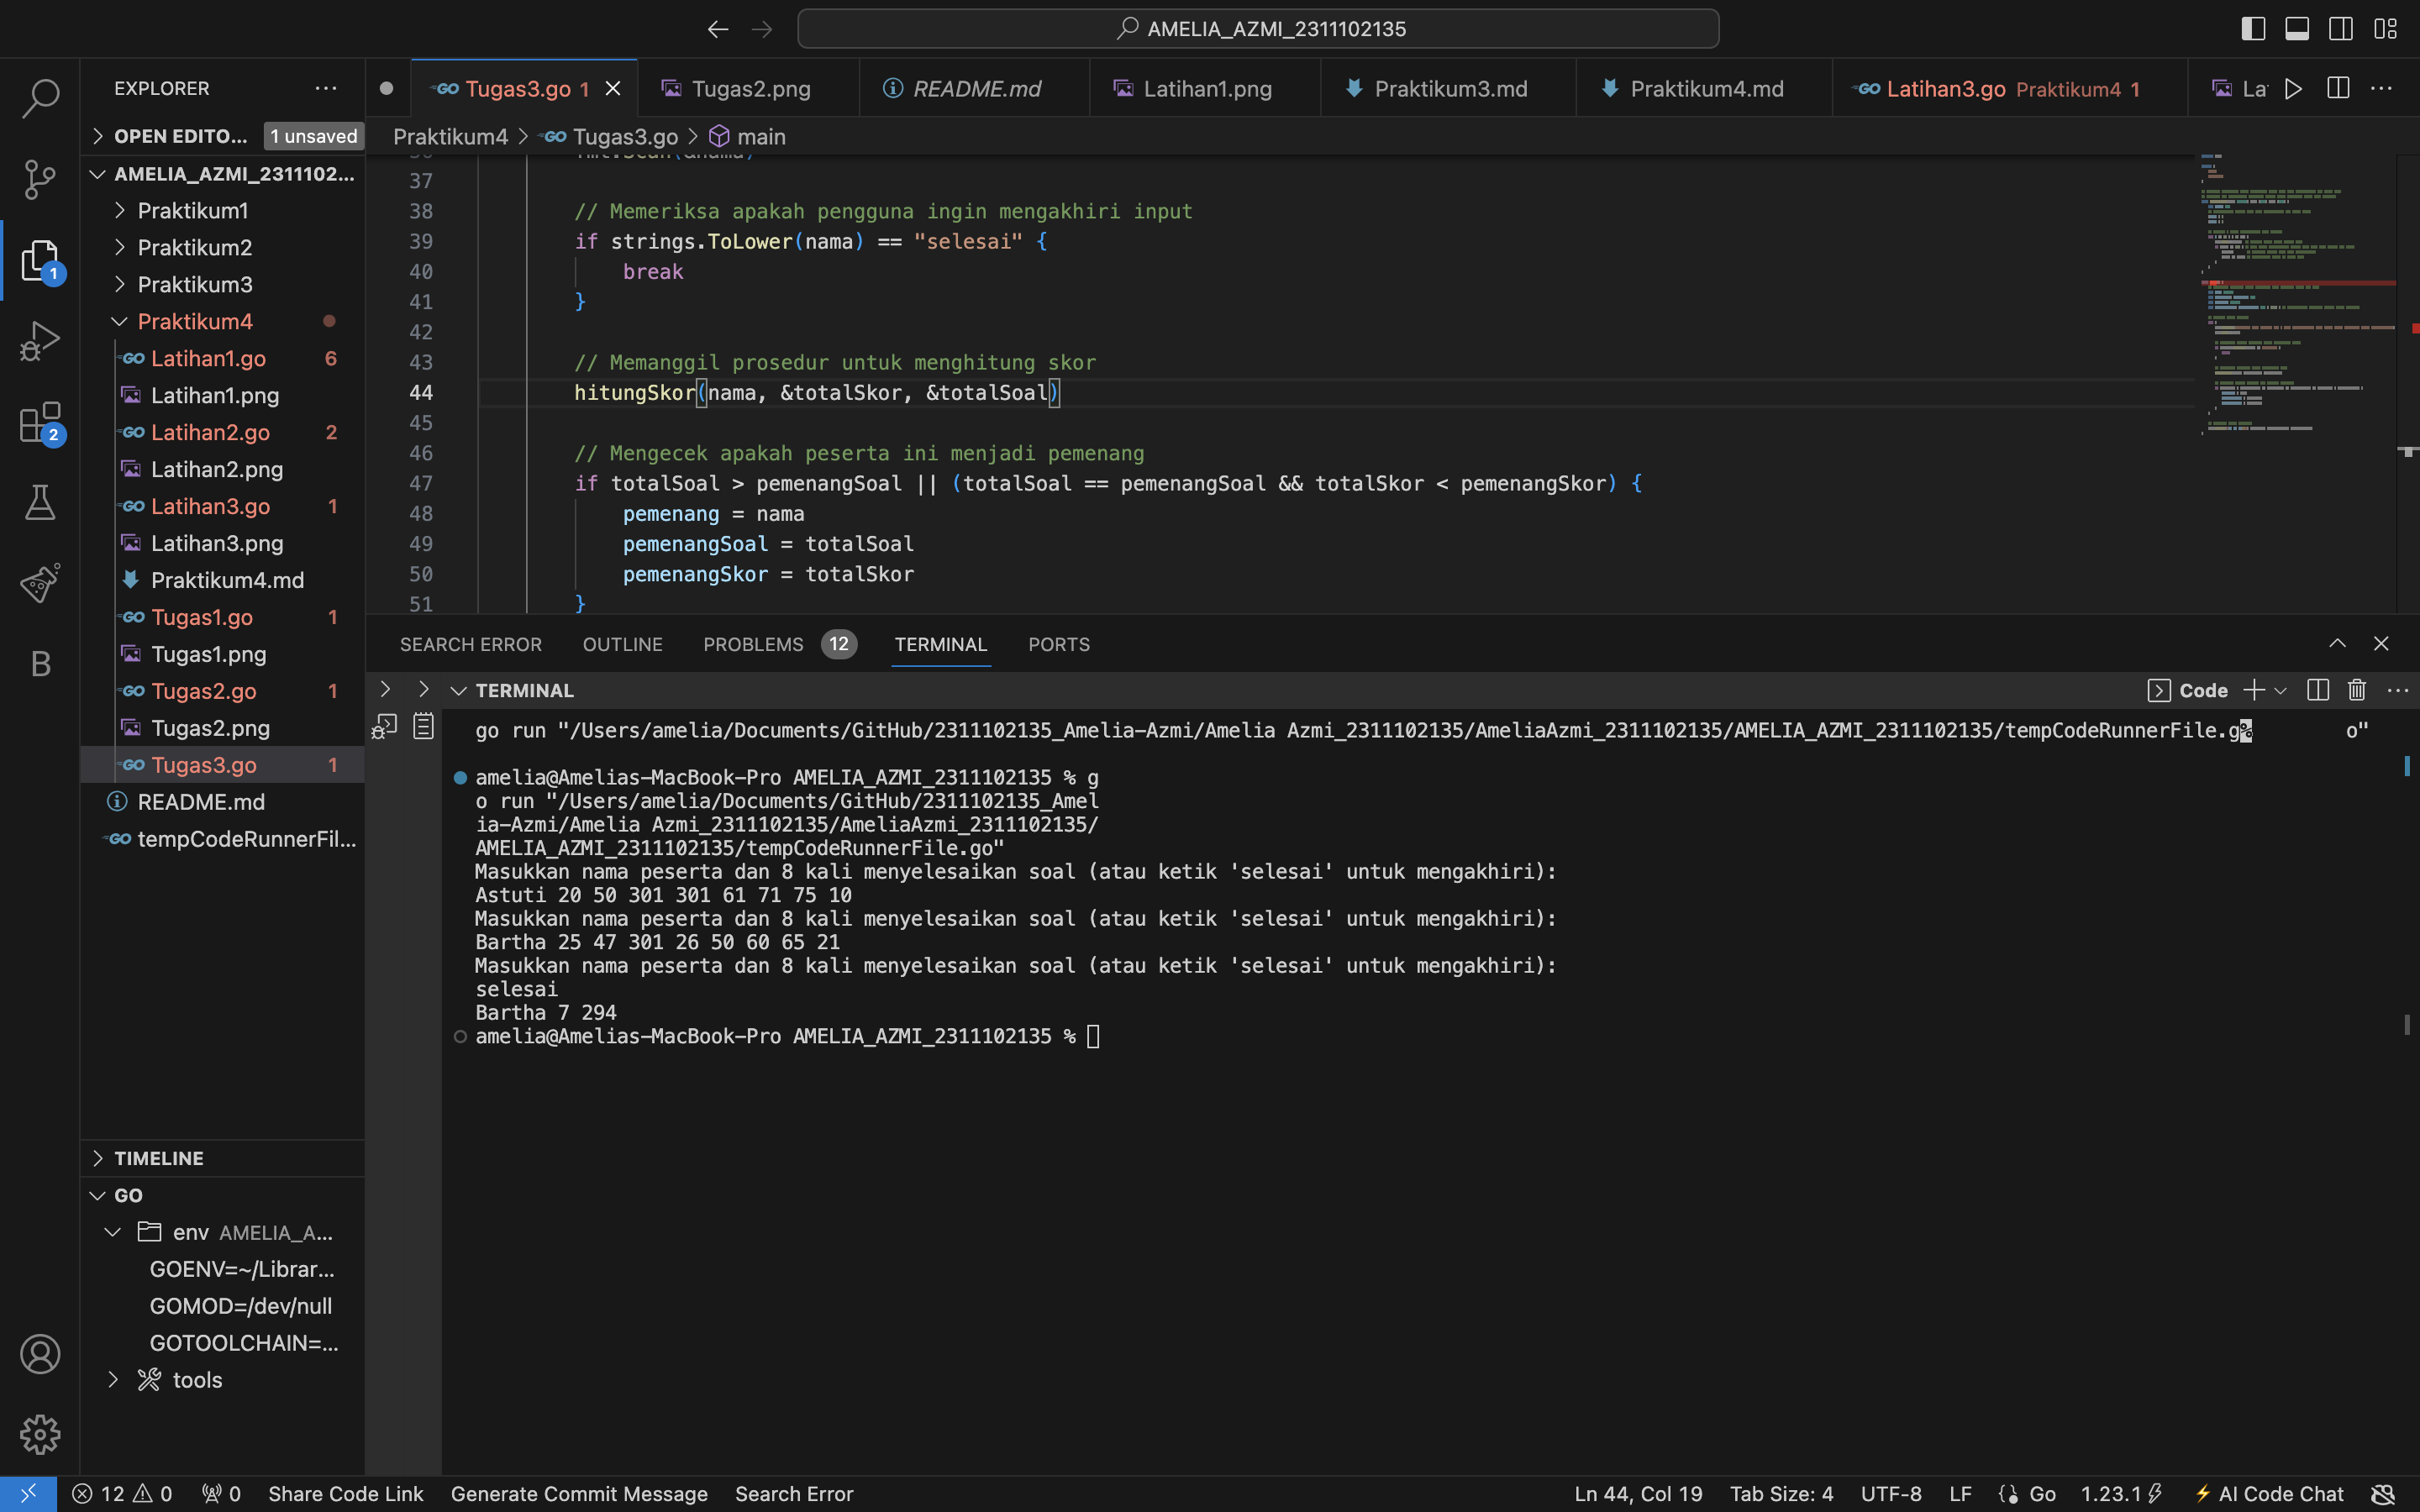 AMELIA_AZMI_2311102135
EXPLORER
Tugas3.go 1
Tugas2.png
README.md
Latihan1.png
Praktikum3.md
Praktikum4.md
Latihan3.go Praktikum4 1
La
OPEN EDITO... 1 unsaved
Praktikum4 > Tugas3.go > main
AMELIA_AZMI_2311102...
Praktikum1
Praktikum2
Praktikum3
Praktikum4
Latihan1.go 6
Latihan1.png
Latihan2.go 2
Latihan2.png
Latihan3.go 1
Latihan3.png
Praktikum4.md
Tugas1.go 1
Tugas1.png
Tugas2.go 1
Tugas2.png
Tugas3.go 1
README.md
tempCodeRunnerFil...
1
2
B
TIMELINE
GO
env AMELIA_A...
GOENV=~/Librar...
GOMOD=/dev/null
GOTOOLCHAIN=...
tools
37
38 // Memeriksa apakah pengguna ingin mengakhiri input
39 if strings.ToLower(nama) == "selesai" {
40 break
41 }
42
43 // Memanggil prosedur untuk menghitung skor
44 hitungSkor(nama, &totalSkor, &totalSoal)
45
46 // Mengecek apakah peserta ini menjadi pemenang
47 if totalSoal > pemenangSoal || (totalSoal == pemenangSoal && totalSkor < pemenangSkor) {
48 pemenang = nama
49 pemenangSoal = totalSoal
50 pemenangSkor = totalSkor
51 }
SEARCH ERROR OUTLINE PROBLEMS 12 TERMINAL PORTS
TERMINAL
Code
go run "/Users/amelia/Documents/GitHub/2311102135_Amelia-Azmi/Amelia Azmi_2311102135/AmeliaAzmi_2311102135/AMELIA_AZMI_2311102135/tempCodeRunnerFile.g% o"
amelia@Amelias-MacBook-Pro AMELIA_AZMI_2311102135 % g
o run "/Users/amelia/Documents/GitHub/2311102135_Amel
ia-Azmi/Amelia Azmi_2311102135/AmeliaAzmi_2311102135/
AMELIA_AZMI_2311102135/tempCodeRunnerFile.go"
Masukkan nama peserta dan 8 kali menyelesaikan soal (atau ketik 'selesai' untuk mengakhiri):
Astuti 20 50 301 301 61 71 75 10
Masukkan nama peserta dan 8 kali menyelesaikan soal (atau ketik 'selesai' untuk mengakhiri):
Bartha 25 47 301 26 50 60 65 21
Masukkan nama peserta dan 8 kali menyelesaikan soal (atau ketik 'selesai' untuk mengakhiri):
selesai
Bartha 7 294
amelia@Amelias-MacBook-Pro AMELIA_AZMI_2311102135 %
12 0 0 Share Code Link Generate Commit Message Search Error
Ln 44, Col 19 Tab Size: 4 UTF-8 LF Go 1.23.1 AI Code Chat